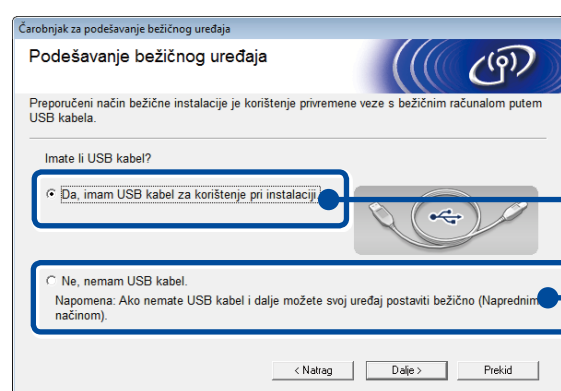 Čarobnjak za podešavanje bežičnog uređaja
Podešavanje bežičnog uređaja
Preporučeni način bežične instalacije je korištenje privremene veze s bežičnim računalom putem
USB kabela.
Imate li USB kabel?
Da, imam USB kabel za korištenje pri instalaciji.
Ne, nemam USB kabel.
Napomena: Ako nemate USB kabel i dalje možete svoj uređaj postaviti bežično (Naprednim
načinom).
< Natrag
Dalje >
Prekid